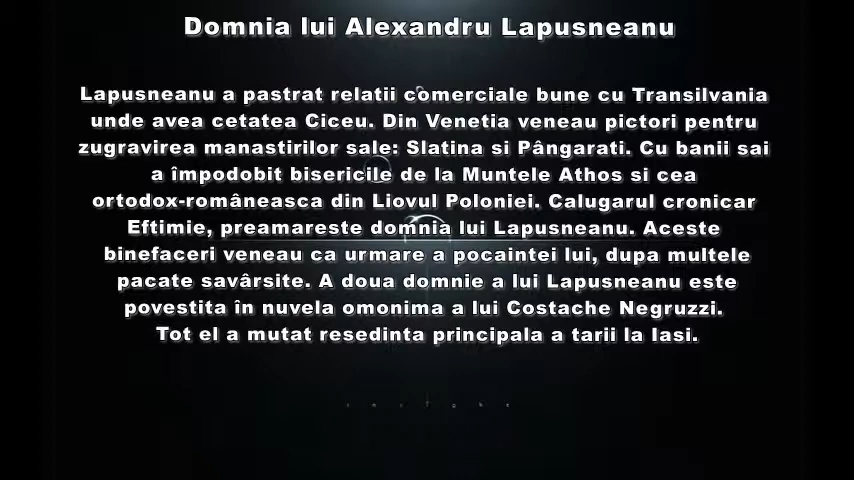 Domnia lui Alexandru Lapusneanu
Lapusneanu a pastrat relatii comerciale bune cu Transilvania
unde avea cetatea Ciceu. Din Venetia veneau pictori pentru
zugravirea manastirilor sale: Slatina si Pângarati. Cu banii sai
a împodobit bisericile de la Muntele Athos si cea
ortodox-româneasca din Liovul Poloniei. Calugarul cronicar
Eftimie, preamareste domnia lui Lapusneanu. Aceste
binefaceri veneau ca urmare a pocaintei lui, dupa multele
pacate savârsite. A doua domnie a lui Lapusneanu este
povestita în nuvela omonima a lui Costache Negruzzi.
Tot el a mutat resedinta principala a tarii la Iasi.